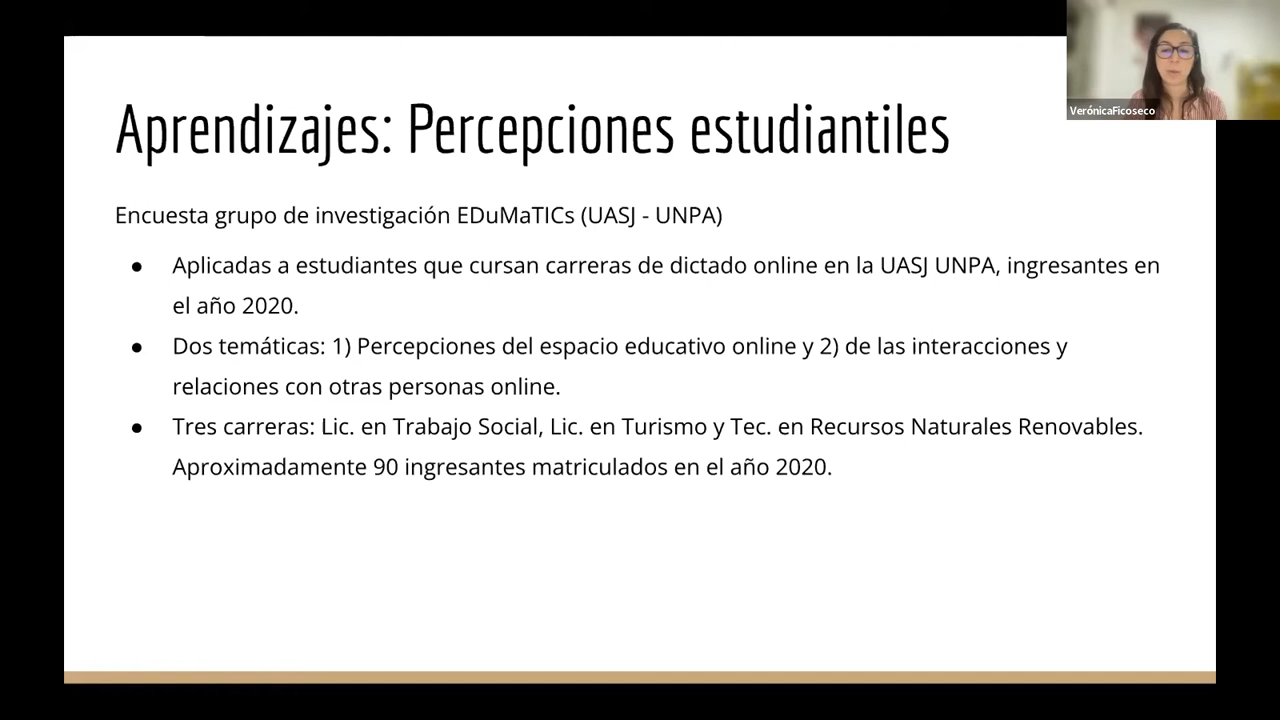 VerónicaFicoseco
Aprendizajes: Percepciones estudiantiles
Encuesta grupo de investigación EDuMaTICs (UASJ - UNPA)
● Aplicadas a estudiantes que cursan carreras de dictado online en la UASJ UNPA, ingresantes en
el año 2020.
● Dos temáticas: 1) Percepciones del espacio educativo online y 2) de las interacciones y
relaciones con otras personas online.
● Tres carreras: Lic. en Trabajo Social, Lic. en Turismo y Tec. en Recursos Naturales Renovables.
Aproximadamente 90 ingresantes matriculados en el año 2020.